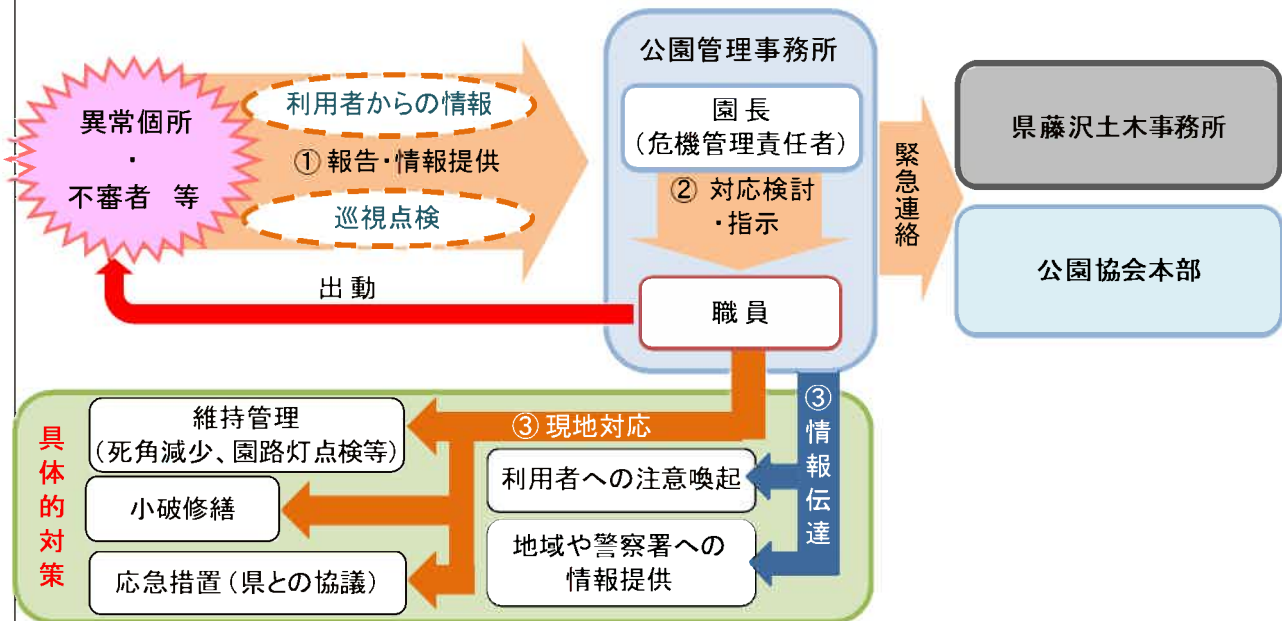 異常個所
・
不審者 等
利用者からの情報
① 報告・情報提供
巡視点検
出動
公園管理事務所
園長
(危機管理責任者)
② 対応検討
・指示
職員
緊急連絡
県藤沢土木事務所
公園協会本部
具体的対策
③ 現地対応
維持管理
(死角減少、園路灯点検等)
小破修繕
応急措置(県との協議)
③情報伝達
利用者への注意喚起
地域や警察署への
情報提供